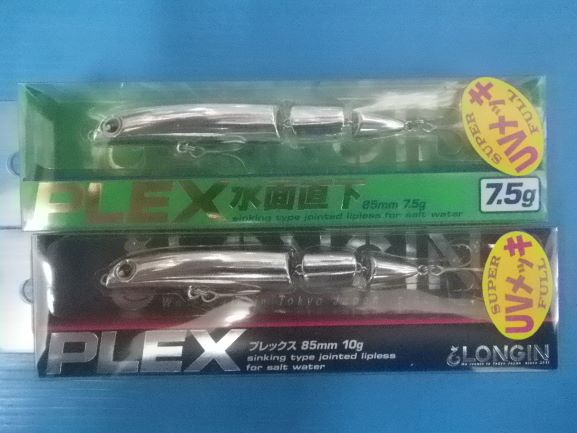 SUPER
UVメッキ
FULL
PLEX 水面直下 85mm 7.5g
sinking type jointed lipless for salt water
7.5g
SUPER
UVメッキ
FULL
PLEX
プレックス 85mm 10g
sinking type jointed lipless
for salt water
LONGIN